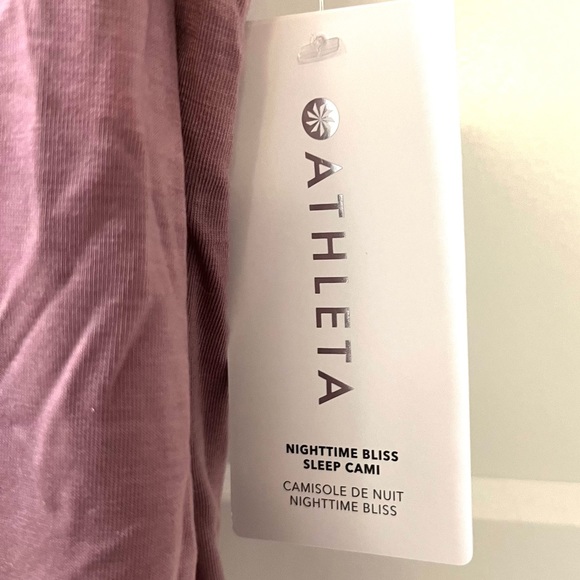 ATHLETA
NIGHTTIME BLISS
SLEEP CAMI
CAMISOLE DE NUIT
NIGHTTIME BLISS